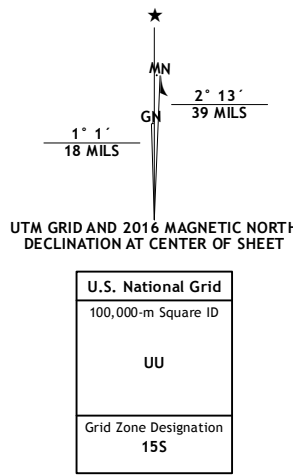 MN
GN
2° 13´
39 MILS
1° 1´
18 MILS
UTM GRID AND 2016 MAGNETIC NORTH
DECLINATION AT CENTER OF SHEET
U.S. National Grid
100,000-m Square ID
UU
Grid Zone Designation
15S